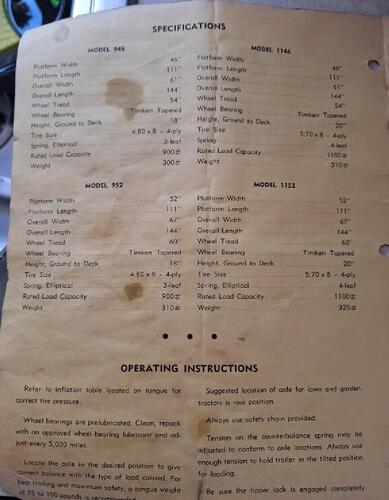 SPECIFICATIONS
MODEL 946
Platform Width 46"
Platform Length 111"
Overall Width 61"
Overall Length 144"
Wheel Tread 54"
Wheel Bearing Timken Tapered
Height, Ground to Deck 18"
Tire Size 4:80 x 8 - 4-ply
Spring, Elliptical 3-leaf
Rated Load Capacity 900#
Weight 300#
MODEL 1146
Platform Width 46"
Platform Length 111"
Overall Width 61"
Overall Length 144"
Wheel Tread 54"
Wheel Bearing Timken Tapered
Height, Ground to Deck 20"
Tire Size 5:70 x 8 - 4-ply
Spring 4-leaf
Rated Load Capacity 1100#
Weight 310#
MODEL 952
Platform Width 52"
Platform Length 111"
Overall Width 67"
Overall Length 144"
Wheel Tread 60"
Wheel Bearing Timken Tapered
Height, Ground to Deck 18"
Tire Size 4:80 x 8 - 4-ply
Spring, Elliptical 3-leaf
Rated Load Capacity 900#
Weight 310#
MODEL 1152
Platform Width 52"
Platform Length 111"
Overall Width 67"
Overall Length 144"
Wheel Tread 60"
Wheel Bearing Timken Tapered
Height, Ground to Deck 20"
Tire Size 5:70 x 8 - 4-ply
Spring, Elliptical 4-leaf
Rated Load Capacity 1100#
Weight 325#
OPERATING INSTRUCTIONS
Refer to inflation table located on tongue for
correct tire pressure.
Wheel bearings are prelubricated. Clean, repack
with an approved wheel bearing lubricant and ad-
just every 5,000 miles.
Locate the axle in the desired position to give
correct balance with the type of load carried. For
best trailing and maximum safety, a tongue weight
of 75 to 100 pounds is recommended
Suggested location of axle for lawn and garden
tractors is rear position.
Always use safety chain provided.
Tension on the counterbalance spring may be
adjusted to conform to axle locations. Always use
enough tension to hold trailer in the tilted position
for loading.
Be sure the tipper lock is engaged completely